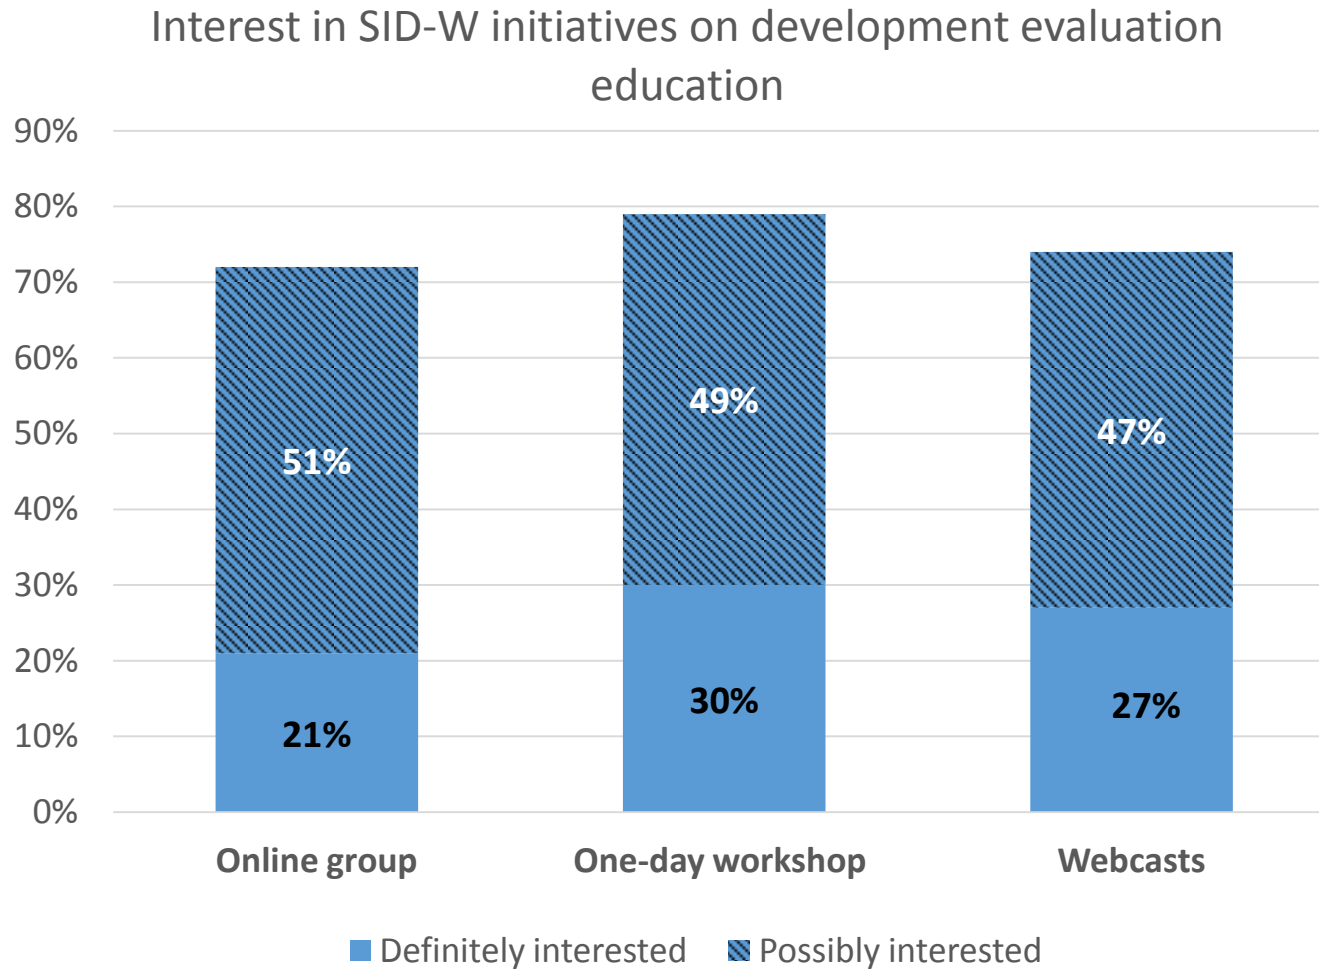 Interest in SID-W initiatives on development evaluation
education
90%
80%
70%
60%
50%
40%
30%
20%
10%
0%
51%
49%
47%
21%
30%
27%
Online group
One-day workshop
Webcasts
Definitely interested
Possibly interested